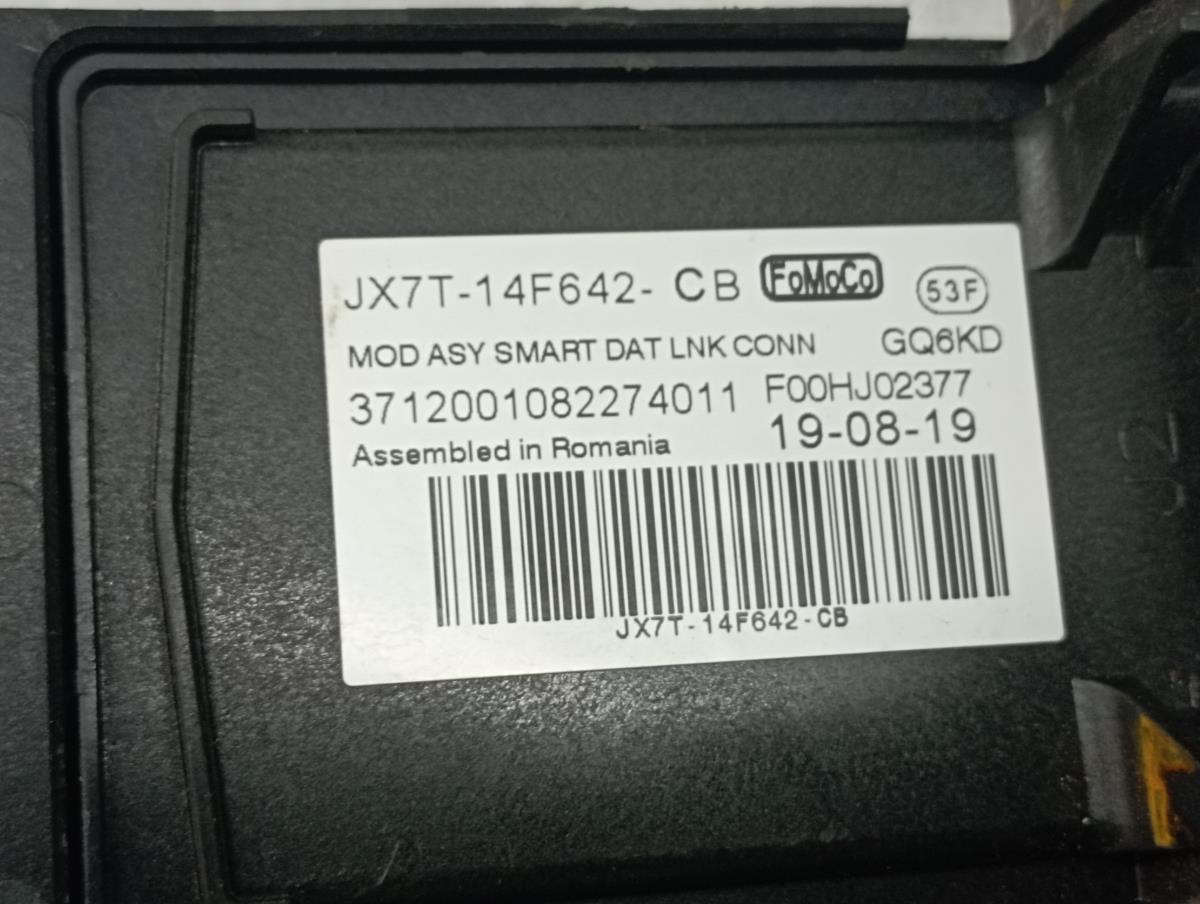 JX7T-14F642- CB FoMoCo 53F
MOD ASY SMART DAT LNK CONN GQ6KD
3712001082274011 F00HJ02377
Assembled in Romania 19-08-19
JX7T-14F642-CB
J2